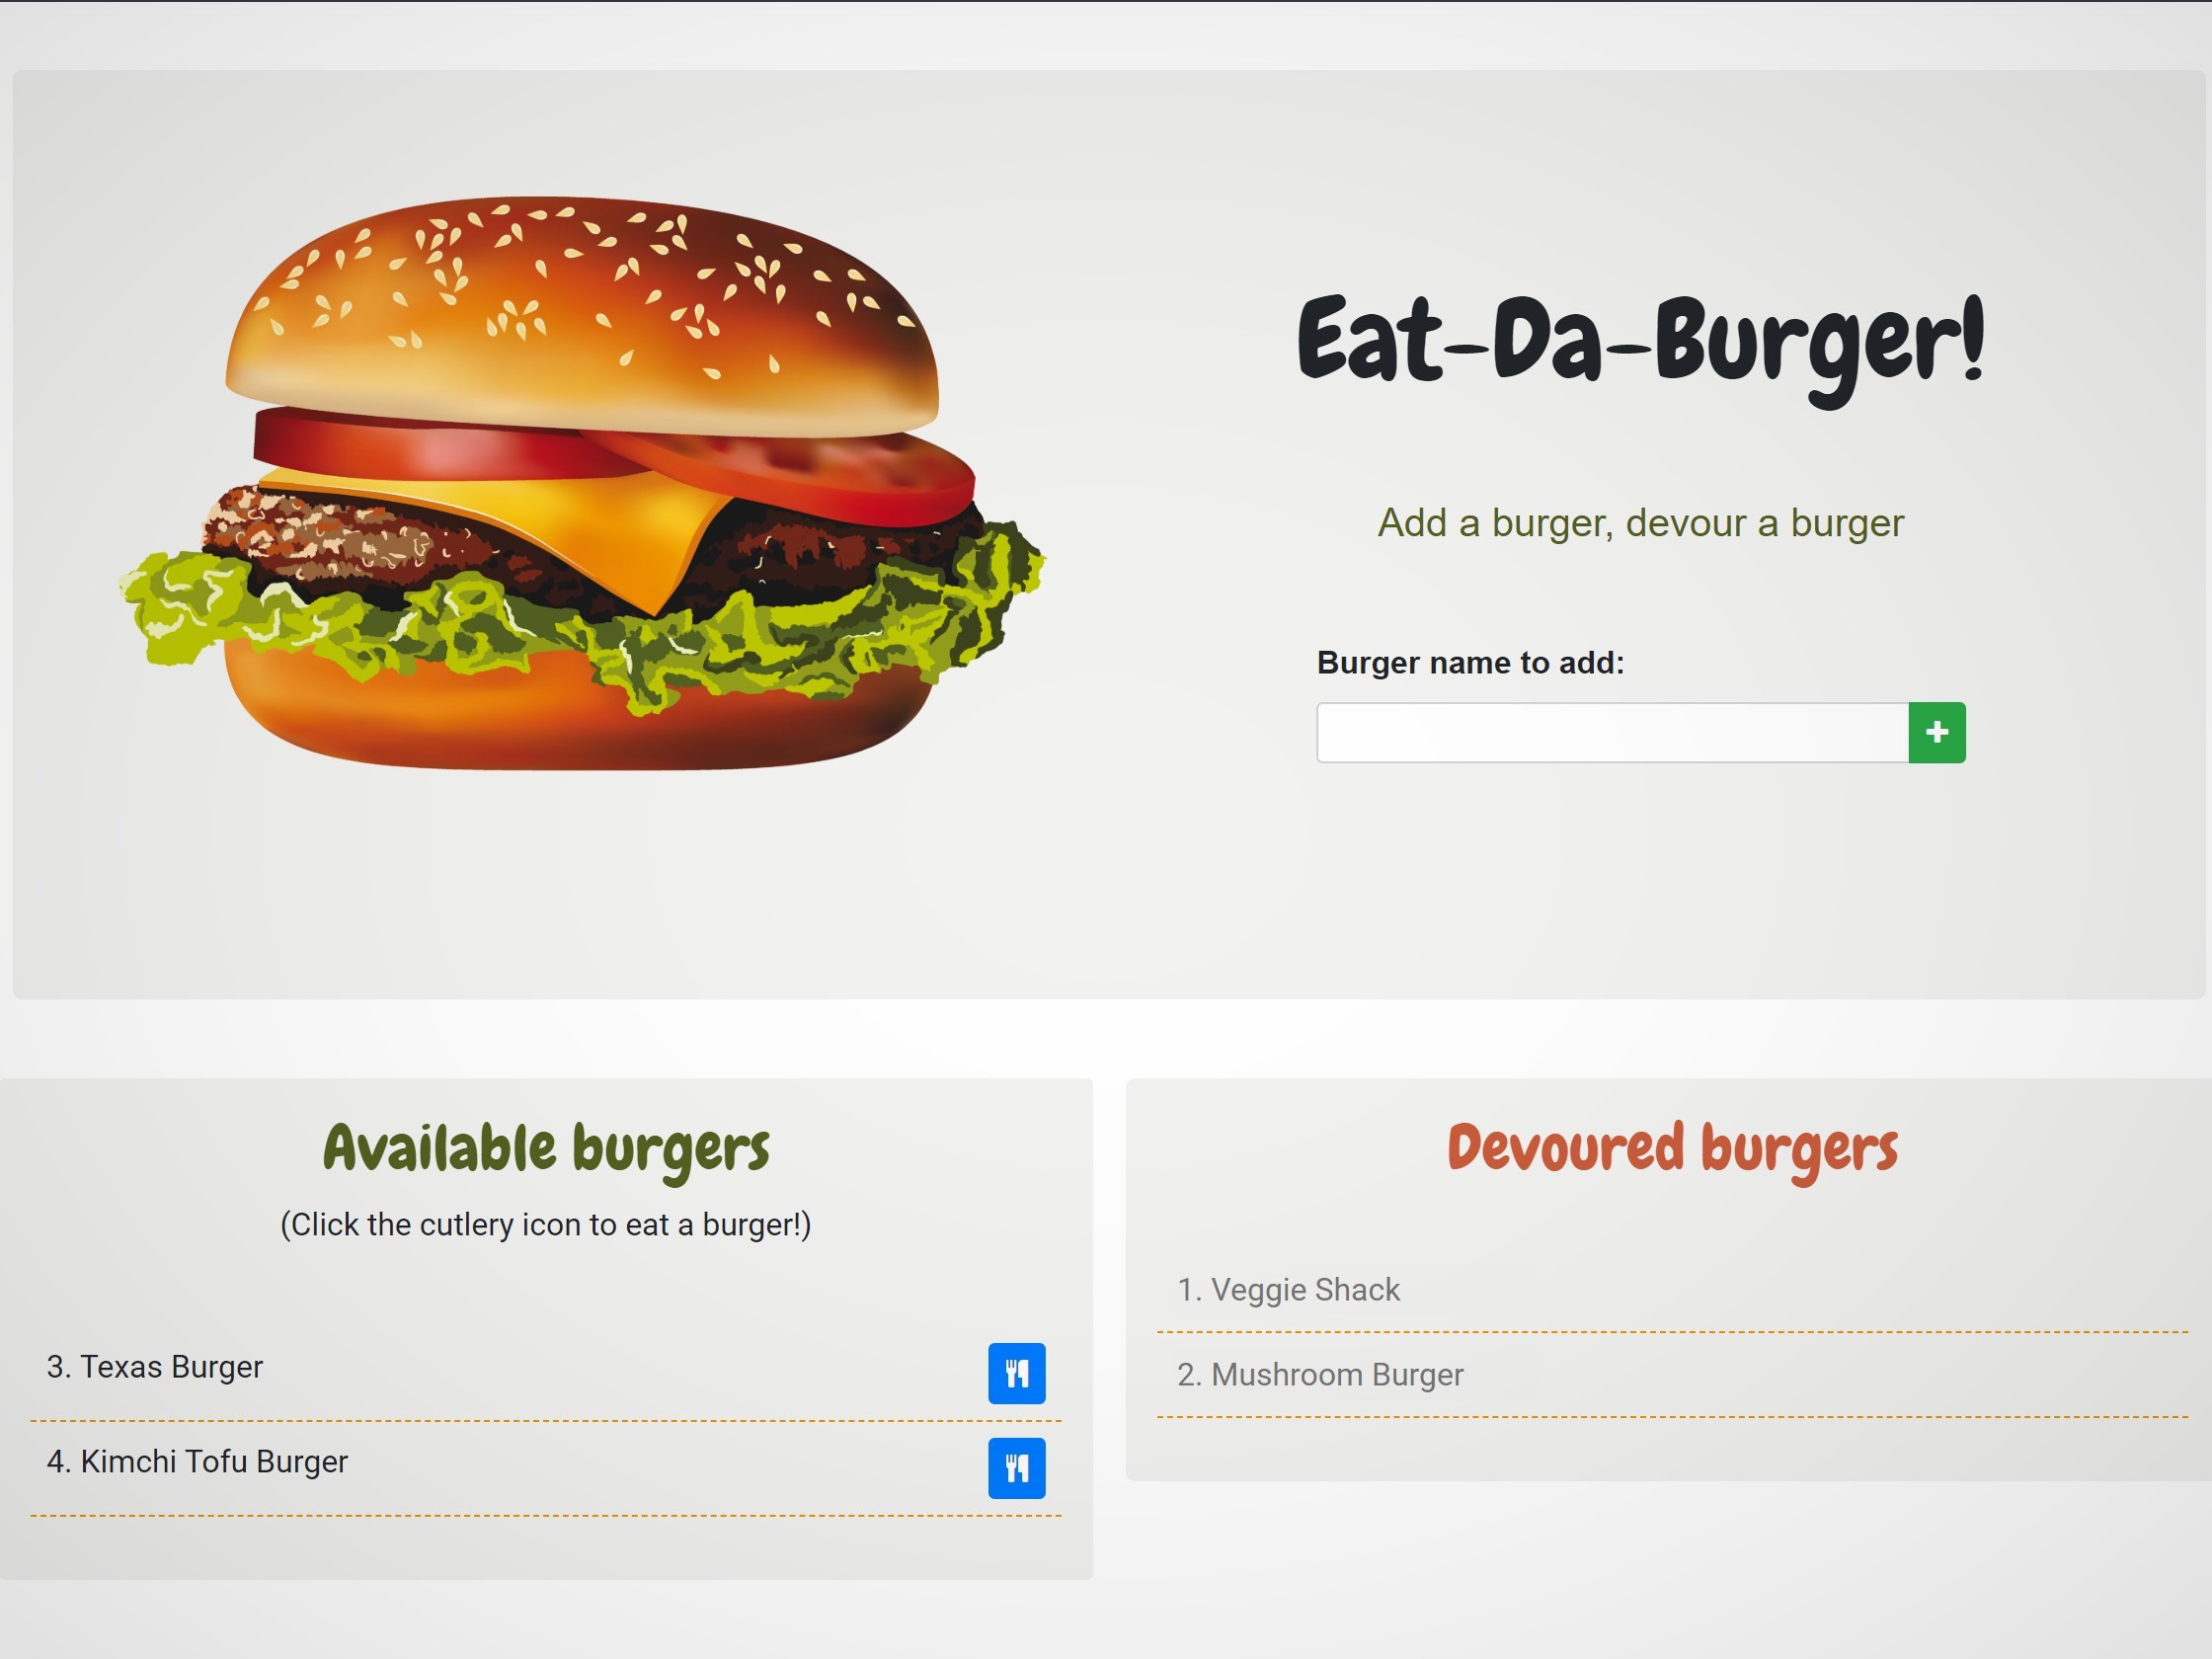 Eat-Da-Burger!
Add a burger, devour a burger
Burger name to add:
Available burgers
(Click the cutlery icon to eat a burger!)
3. Texas Burger
4. Kimchi Tofu Burger
Devoured burgers
1. Veggie Shack
2. Mushroom Burger